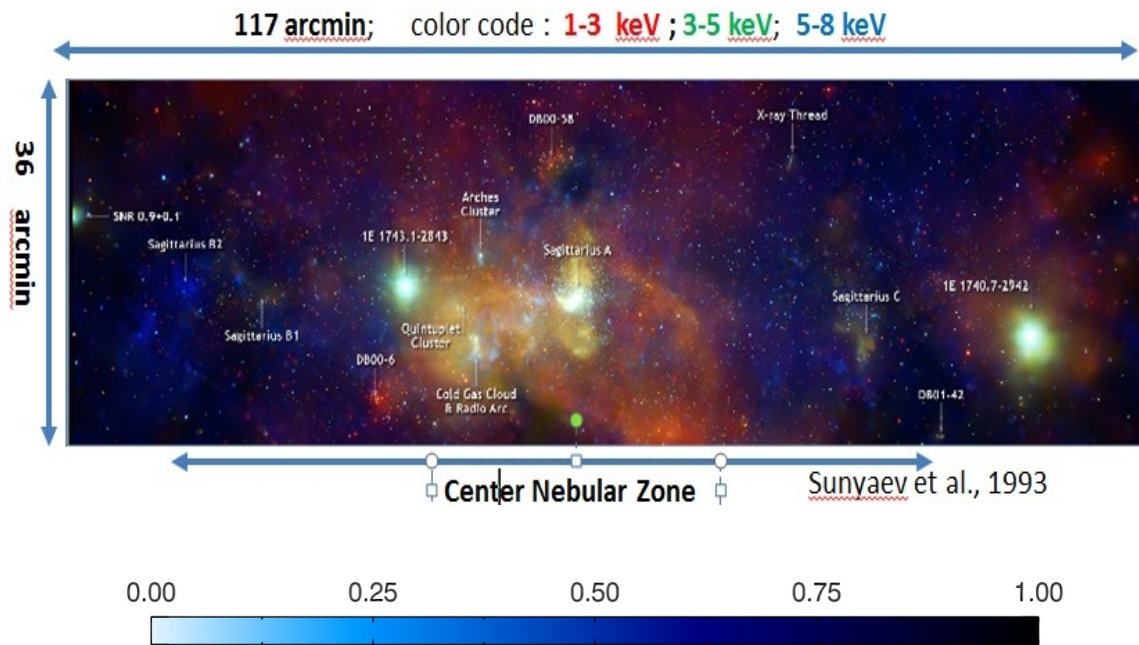 117 arcmin; color code : 1-3 keV ; 3-5 keV; 5-8 keV
36 arcmin
DB00-58
X-ray Thread
Arches
Cluster
SNR 0.9+0.1
Sagittarius B2
1E 1743.1-2843
Sagittarius A
1E 1740.7-2942
Sagittarius C
Sagittarius B1
Quintuplet
Cluster
DB00-6
Cold Gas Cloud
& Radio Arc
DB01-42
Center Nebular Zone
Sunyaev et al., 1993
0.00 0.25 0.50 0.75 1.00